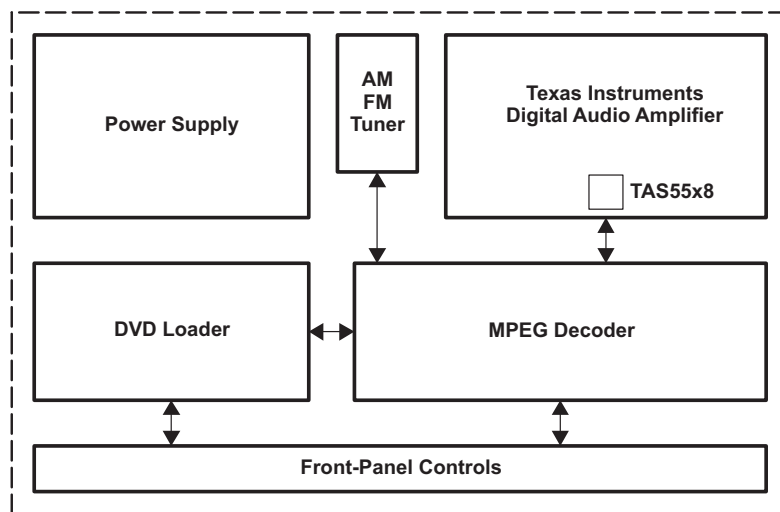 Power Supply
AM
FM
Tuner
Texas Instruments
Digital Audio Amplifier
TAS55x8
DVD Loader
MPEG Decoder
Front-Panel Controls